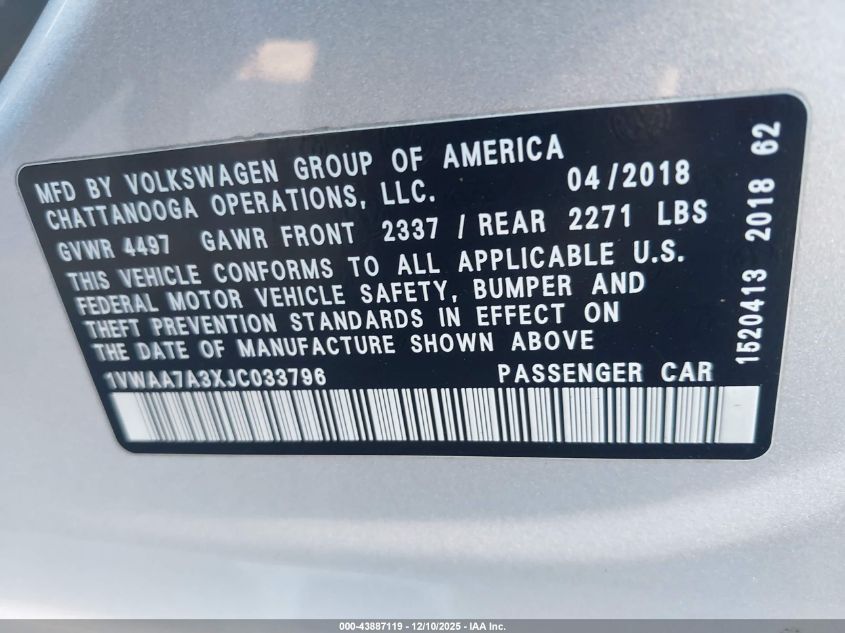 MFD BY VOLKSWAGEN GROUP OF AMERICA
CHATTANOOGA OPERATIONS, LLC. 04/2018
GVWR 4497 GAWR FRONT 2337 / REAR 2271 LBS
THIS VEHICLE CONFORMS TO ALL APPLICABLE U.S.
FEDERAL MOTOR VEHICLE SAFETY, BUMPER AND
THEFT PREVENTION STANDARDS IN EFFECT ON
THE DATE OF MANUFACTURE SHOWN ABOVE
1VWAA7A3XJC033796 PASSENGER CAR
1520413 2018 62
000-43887119 - 12/10/2025 - IAA Inc.